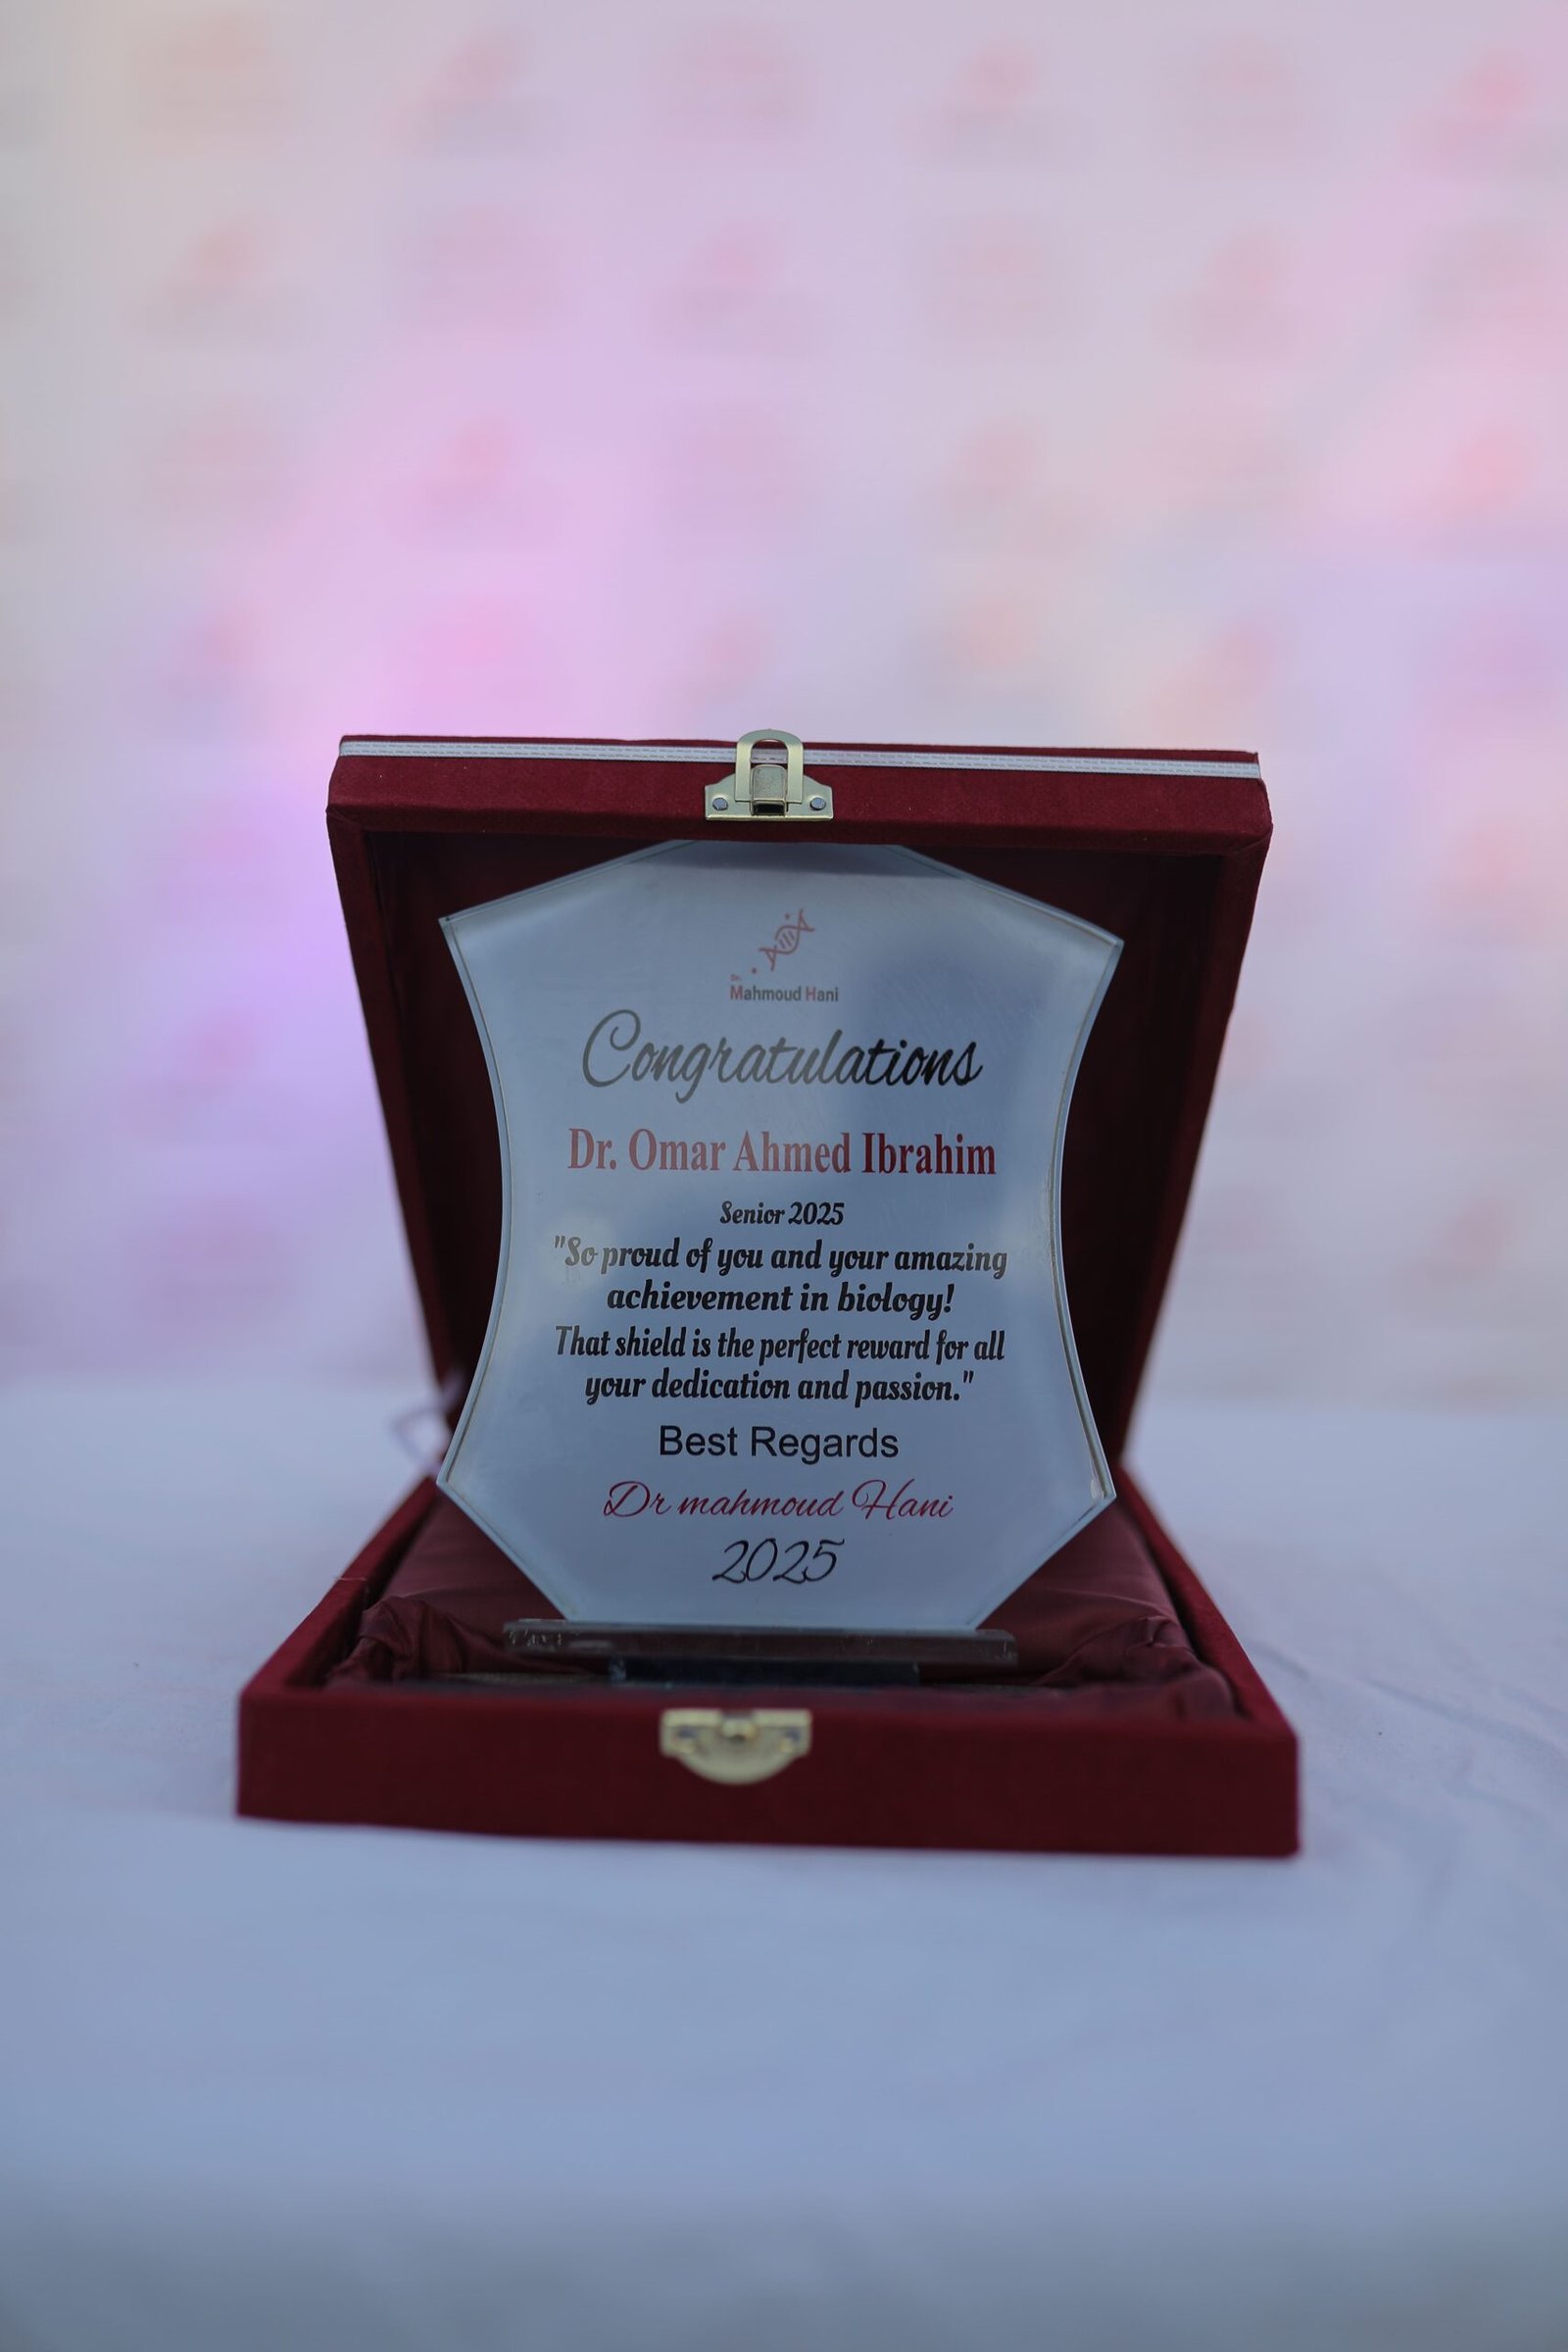 Dr.
Mahmoud Hani
Congratulations
Dr. Omar Ahmed Ibrahim
Senior 2025
"So proud of you and your amazing
achievement in biology!
That shield is the perfect reward for all
your dedication and passion."
Best Regards
Dr mahmoud Hani
2025